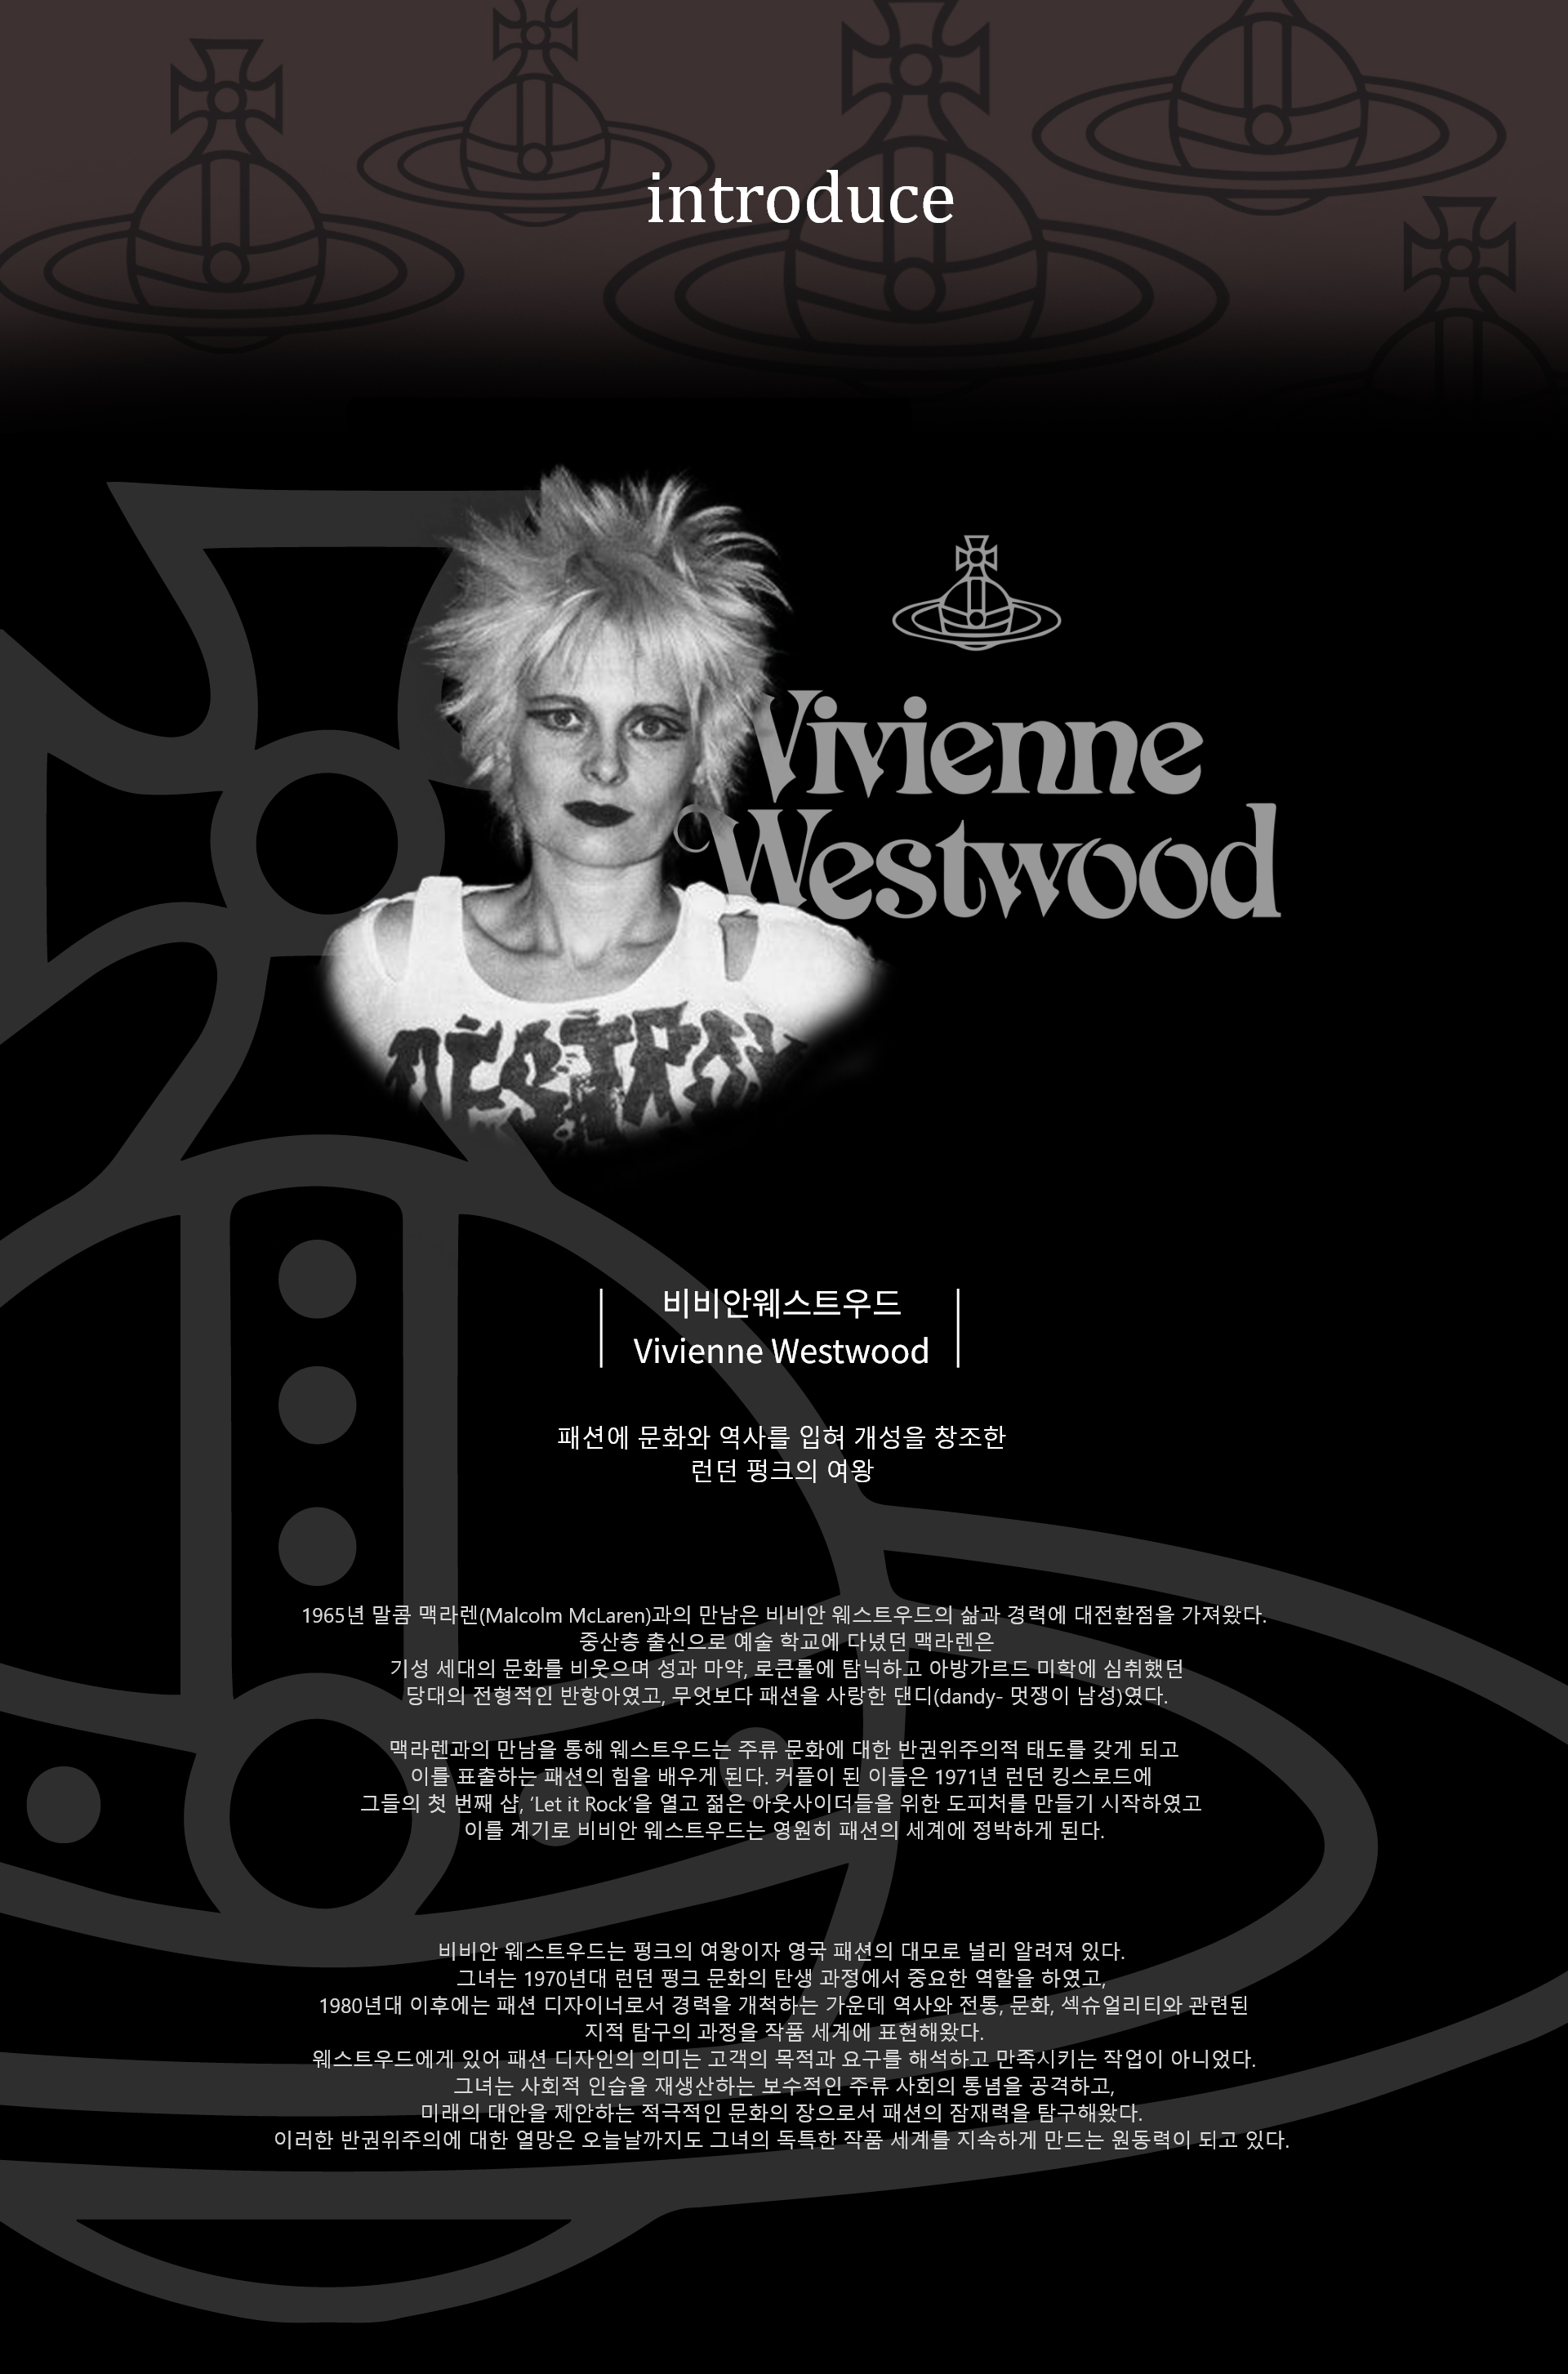 introduce
Vivienne
Westwood
DESTROY
비비안웨스트우드
Vivienne Westwood
패션에 문화와 역사를 입혀 개성을 창조한
런던 펑크의 여왕
1965년 말콤 맥라렌(Malcolm McLaren)과의 만남은 비비안 웨스트우드의 삶과 경력에 대전환점을 가져왔다.
중산층 출신으로 예술 학교에 다녔던 맥라렌은
기성 세대의 문화를 비웃으며 성과 마약, 로큰롤에 탐닉하고 아방가르드 미학에 심취했던
당대의 전형적인 반항아였고, 무엇보다 패션을 사랑한 댄디(dandy- 멋쟁이 남성)였다.
맥라렌과의 만남을 통해 웨스트우드는 주류 문화에 대한 반권위주의적 태도를 갖게 되고
이를 표출하는 패션의 힘을 배우게 된다. 커플이 된 이들은 1971년 런던 킹스로드에
그들의 첫 번째 샵, ‘Let it Rock’을 열고 젊은 아웃사이더들을 위한 도피처를 만들기 시작하였고
이를 계기로 비비안 웨스트우드는 영원히 패션의 세계에 정박하게 된다.
비비안 웨스트우드는 펑크의 여왕이자 영국 패션의 대모로 널리 알려져 있다.
그녀는 1970년대 런던 펑크 문화의 탄생 과정에서 중요한 역할을 하였고,
1980년대 이후에는 패션 디자이너로서 경력을 개척하는 가운데 역사와 전통, 문화, 섹슈얼리티와 관련된
지적 탐구의 과정을 작품 세계에 표현해왔다.
웨스트우드에게 있어 패션 디자인의 의미는 고객의 목적과 요구를 해석하고 만족시키는 작업이 아니었다.
그녀는 사회적 인습을 재생산하는 보수적인 주류 사회의 통념을 공격하고,
미래의 대안을 제안하는 적극적인 문화의 장으로서 패션의 잠재력을 탐구해왔다.
이러한 반권위주의에 대한 열망은 오늘날까지도 그녀의 독특한 작품 세계를 지속하게 만드는 원동력이 되고 있다.